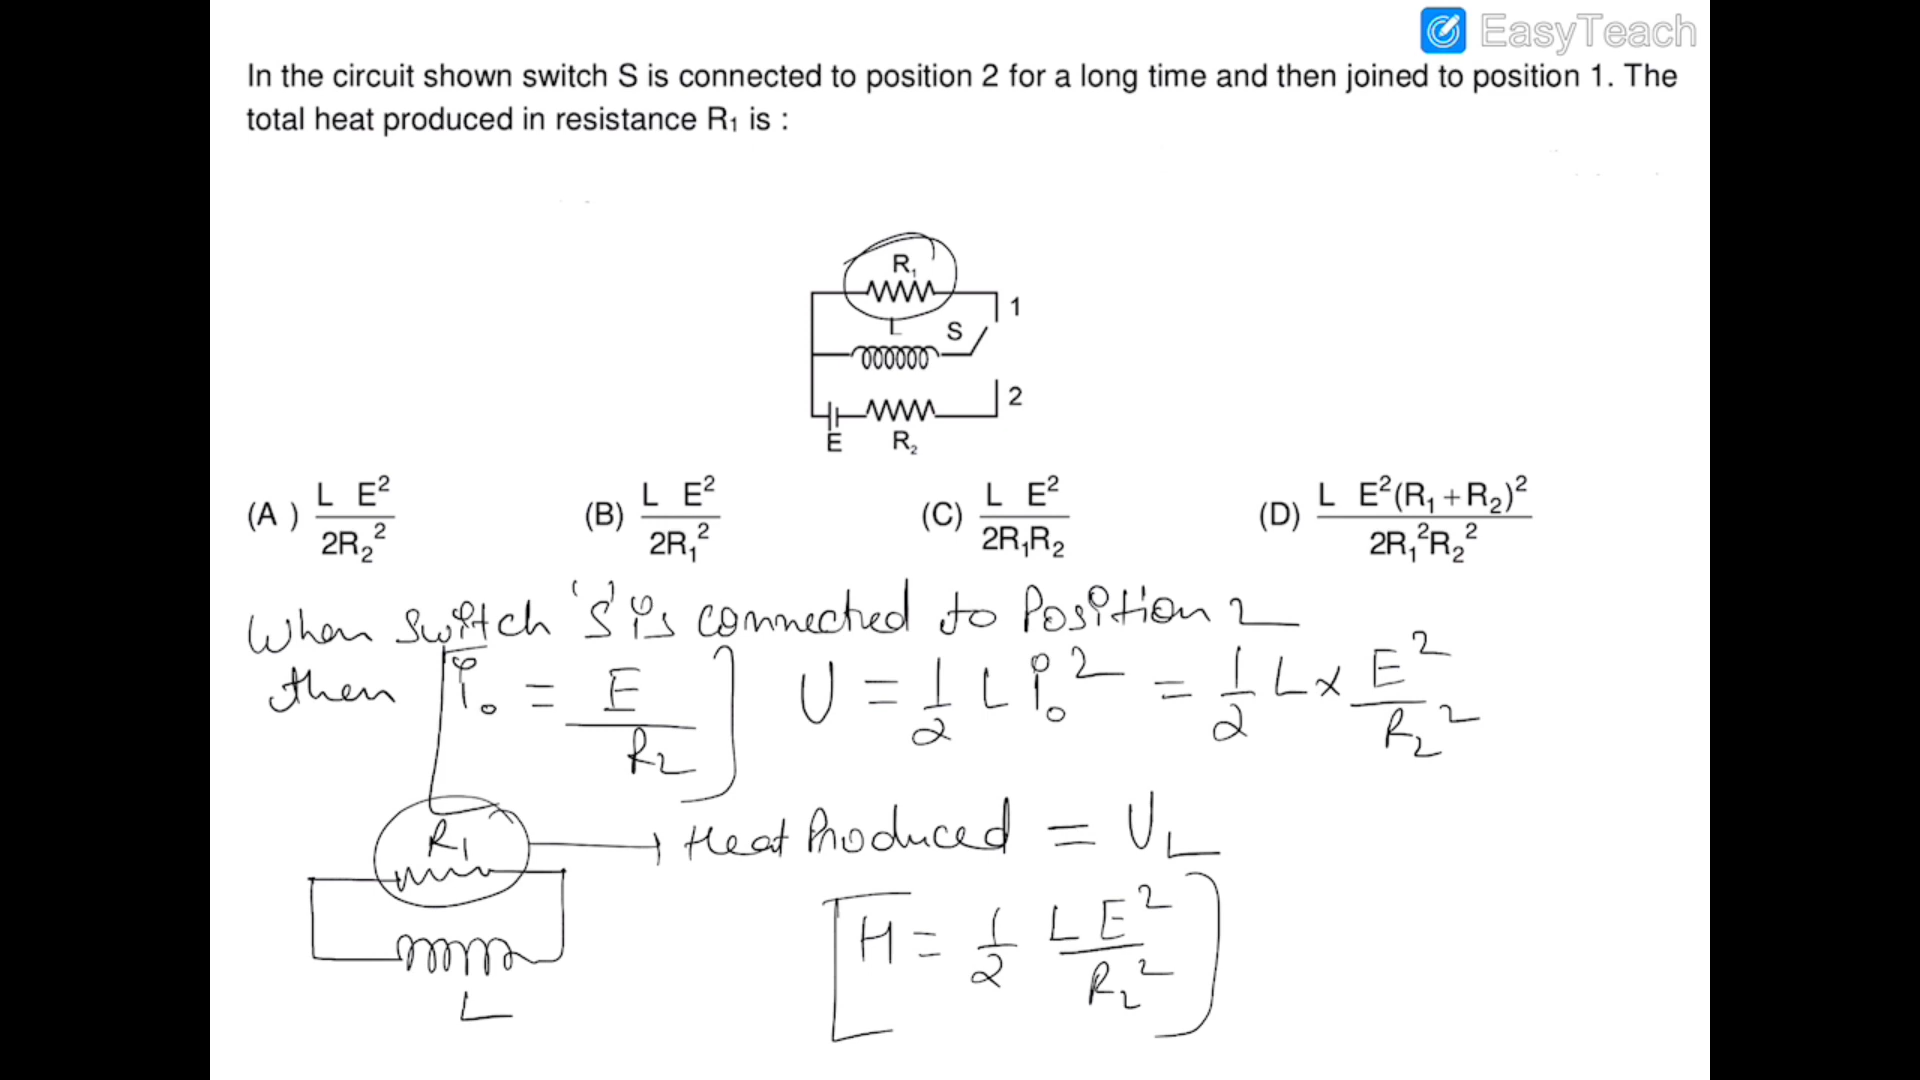 EasyTeach
In the circuit shown switch S is connected to position 2 for a long time and then joined to position 1. The
total heat produced in resistance R₁ is :
R₁
1
L
S
2
E
R₂
(A ) L E² / 2R₂²
(B) L E² / 2R₁²
(C) L E² / 2R₁R₂
(D) L E²(R₁+R₂)² / 2R₁²R₂²
When switch 'S' is connected to Position 2
then i₀ = E / R₂
U = 1/2 L i₀² = 1/2 L x E² / R₂²
R₁
Heat Produced = U_L
L
H = 1/2 LE² / R₂²